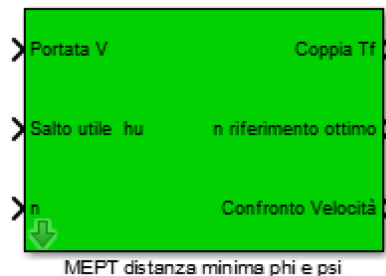 Portata V
Coppia Tf
Salto utile hu
n riferimento ottimo
n
Confronto Velocità
MEPT distanza minima phi e psi